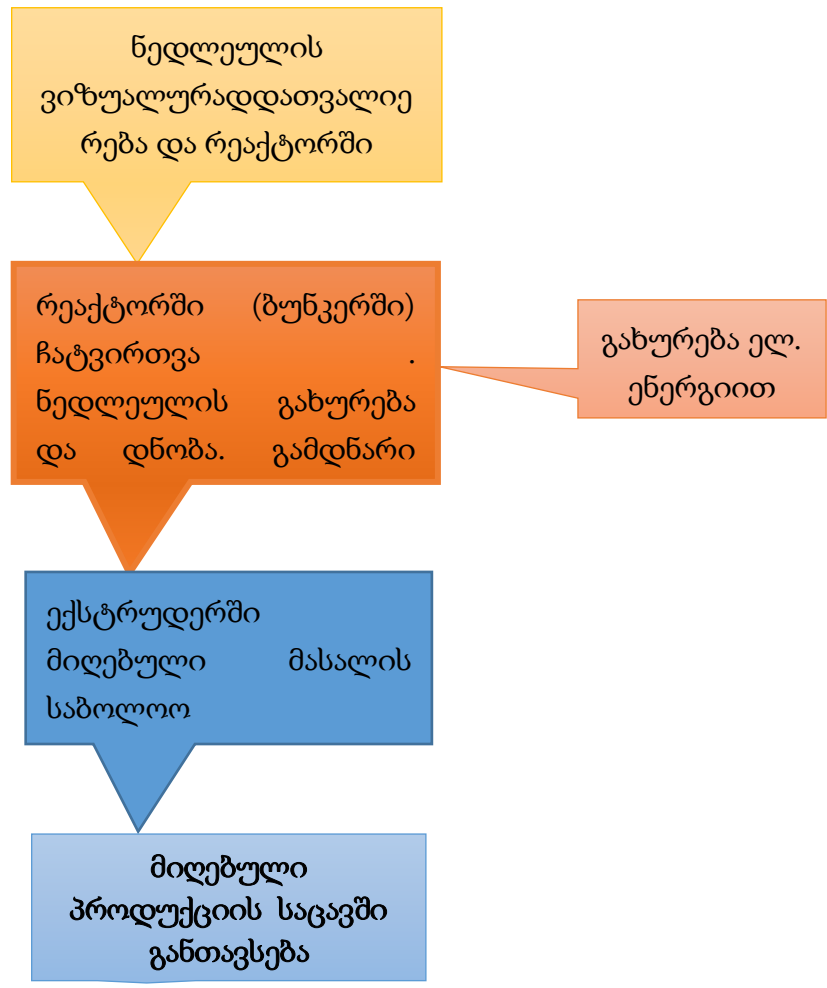 ნედლეულის
ვიზუალურადდათვალიე
რება და რეაქტორში
რეაქტორში (ბუნკერში)
ჩატვირთვა .
ნედლეულის გახურება
და დნობა. გამდნარი
გახურება ელ.
ენერგიით
ექსტრუდერში
მიღებული მასალის
საბოლოო
მიღებული
პროდუქციის საცავში
განთავსება